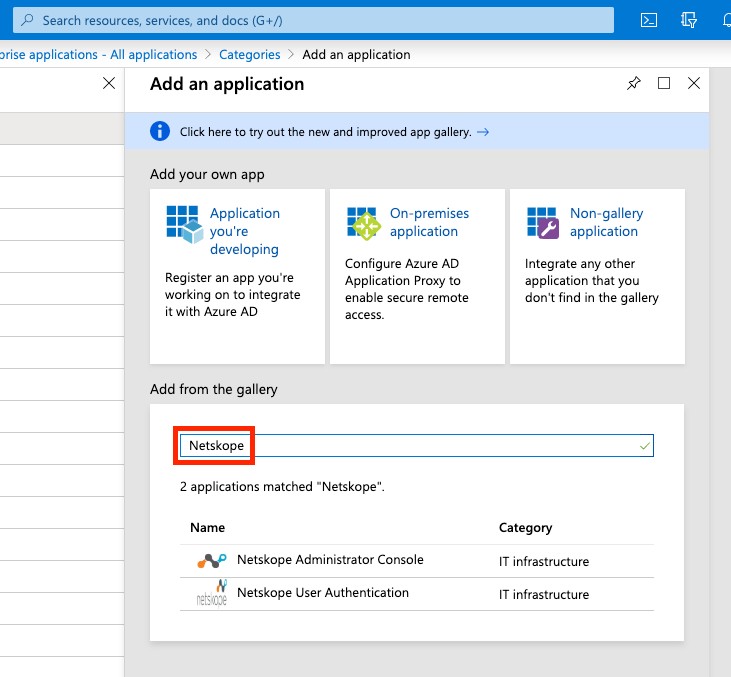 Search resources, services, and docs (G+/)
prise applications - All applications > Categories > Add an application
Add an application
Click here to try out the new and improved app gallery. →
Add your own app
Application
you're
developing
Register an app you're
working on to integrate
it with Azure AD
On-premises
application
Configure Azure AD
Application Proxy to
enable secure remote
access.
Non-gallery
application
Integrate any other
application that you
don't find in the gallery
Add from the gallery
Netskope
2 applications matched "Netskope".
Name Category
Netskope Administrator Console IT infrastructure
netskope Netskope User Authentication IT infrastructure